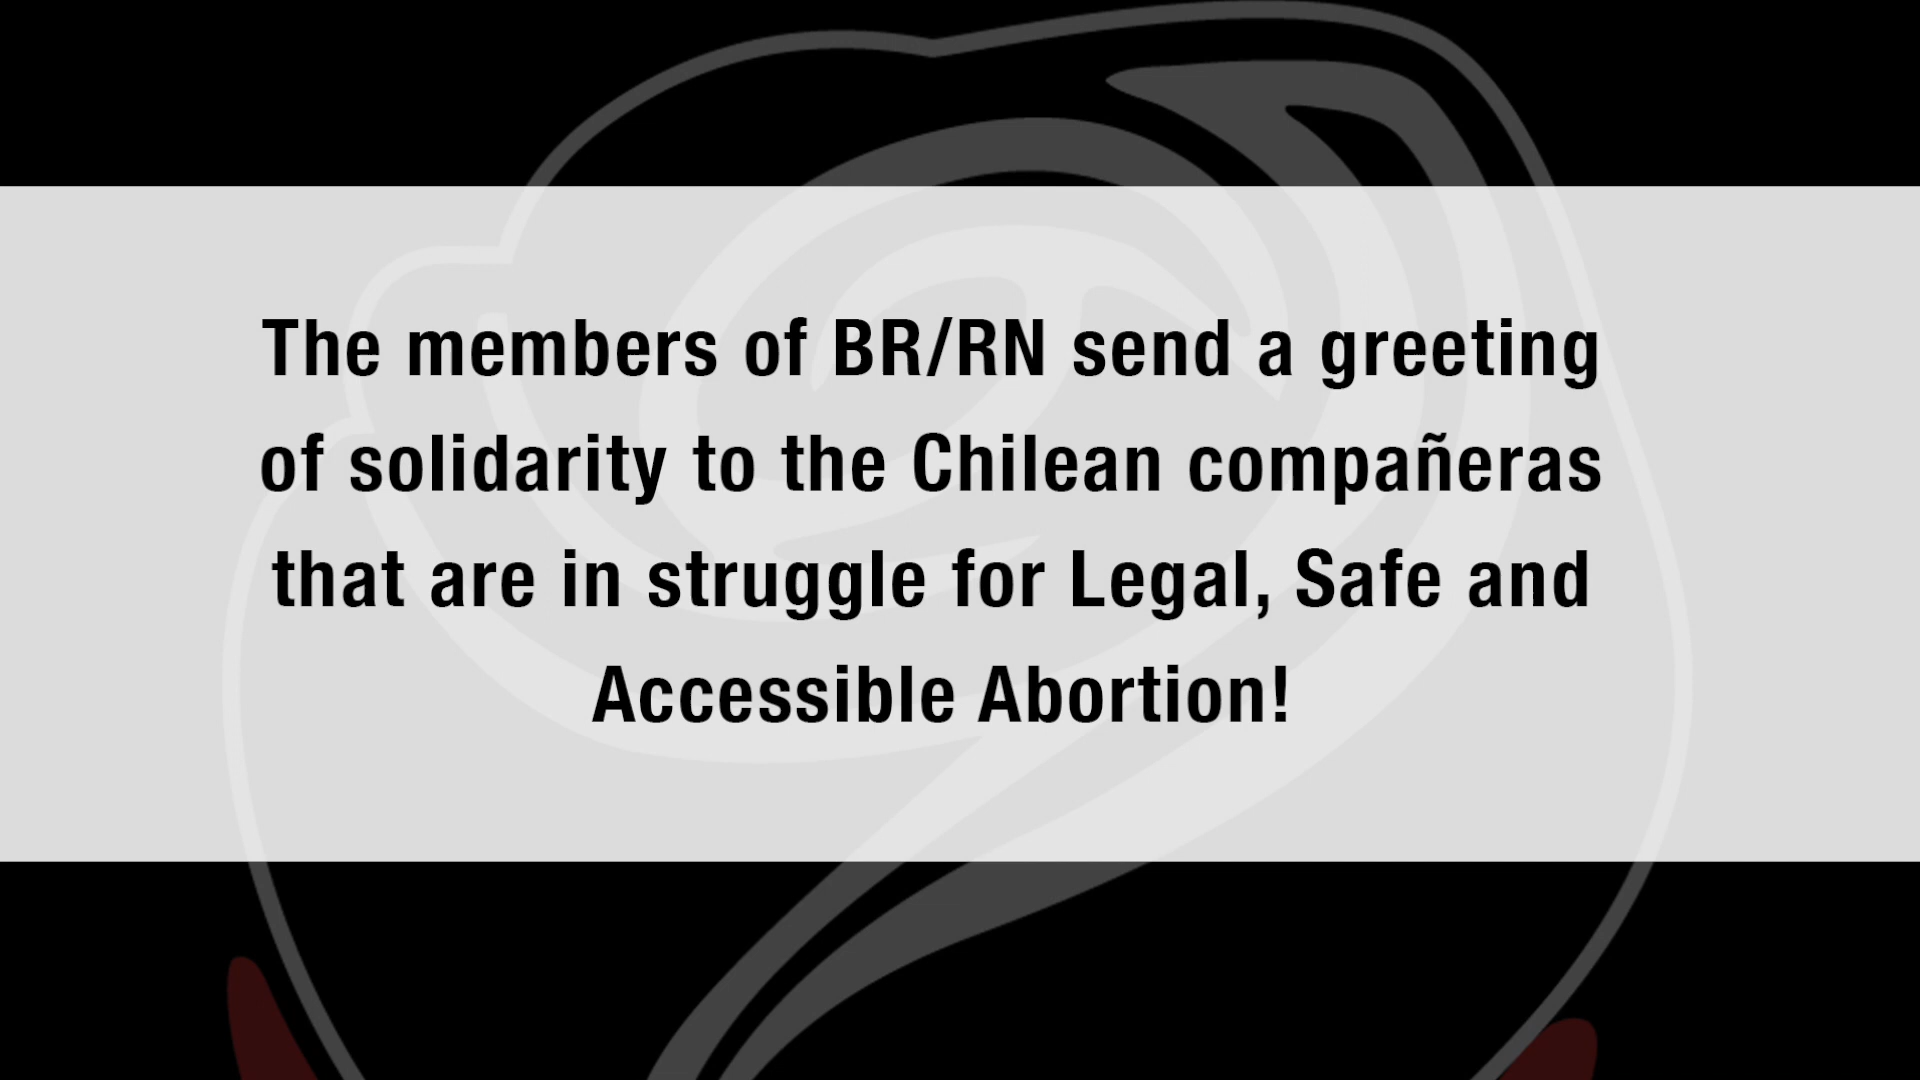 The members of BR/RN send a greeting
of solidarity to the Chilean compañeras
that are in struggle for Legal, Safe and
Accessible Abortion!